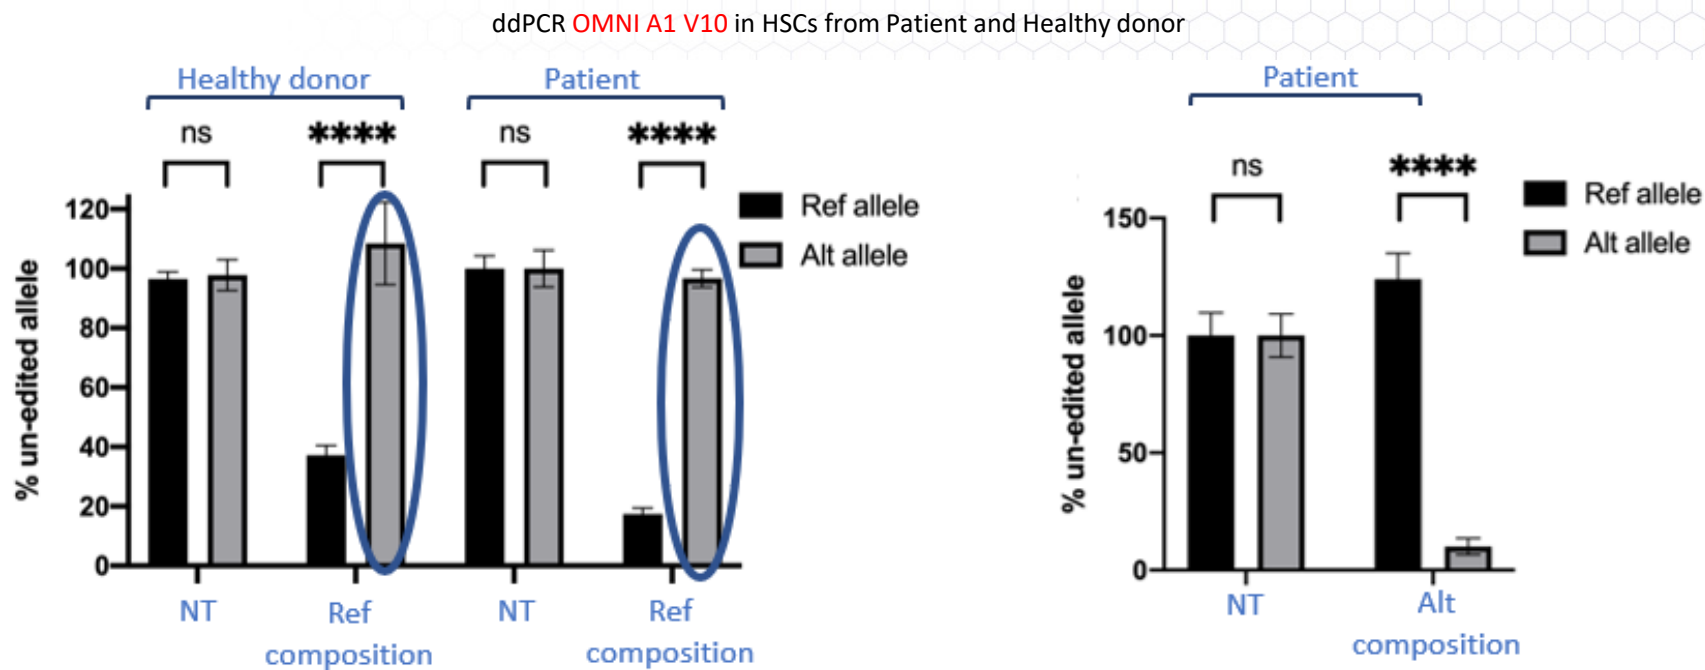 ddPCR OMNI A1 V10 in HSCs from Patient and Healthy donor
Healthy donor
Patient
ns
****
ns
****
Ref allele
Alt allele
% un-edited allele
120
100
80
60
40
20
0
NT
Ref
composition
NT
Ref
composition
Patient
ns
****
Ref allele
Alt allele
% un-edited allele
150
100
50
0
NT
Alt
composition